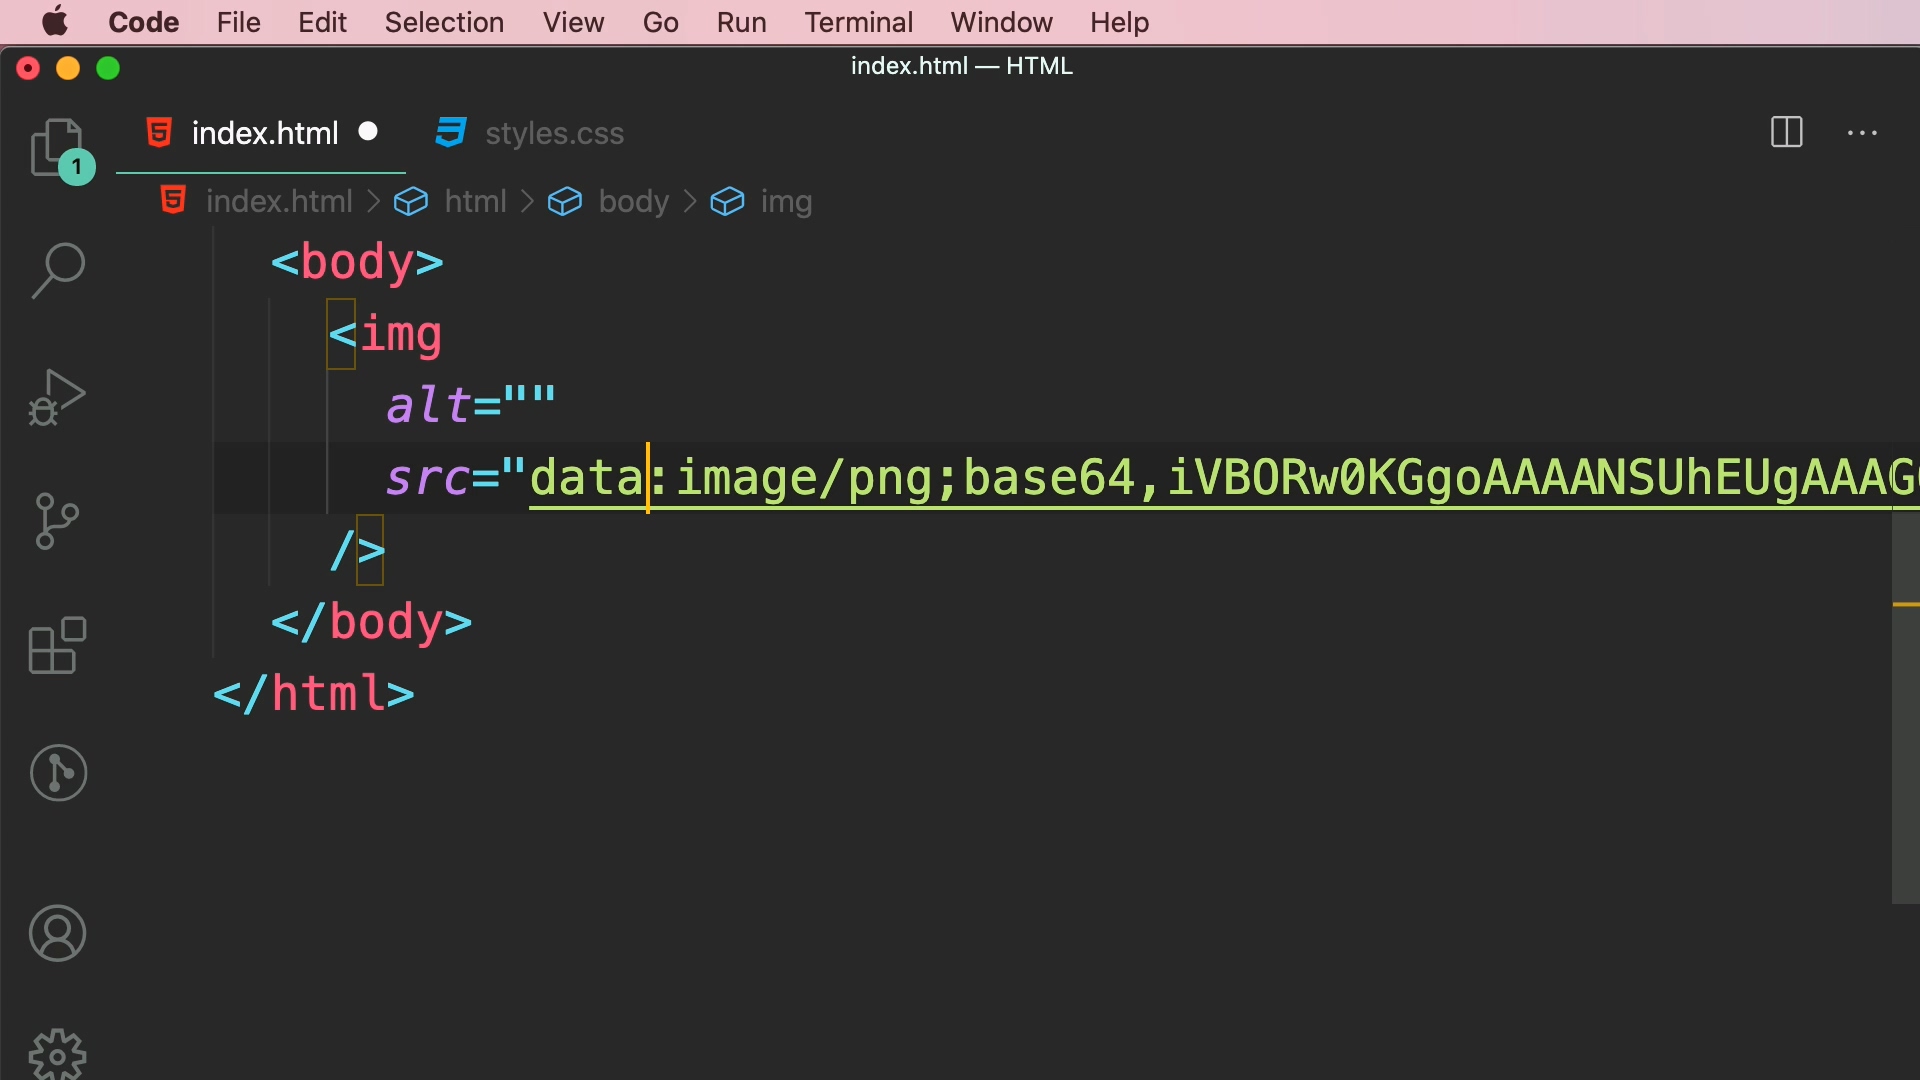 Code File Edit Selection View Go Run Terminal Window Help
index.html — HTML
index.html styles.css
1
index.html > html > body > img
<body>
<img
alt=""
src="data:image/png;base64,iVBORw0KGgoAAAANSUhEUgAAAG
/>
</body>
</html>